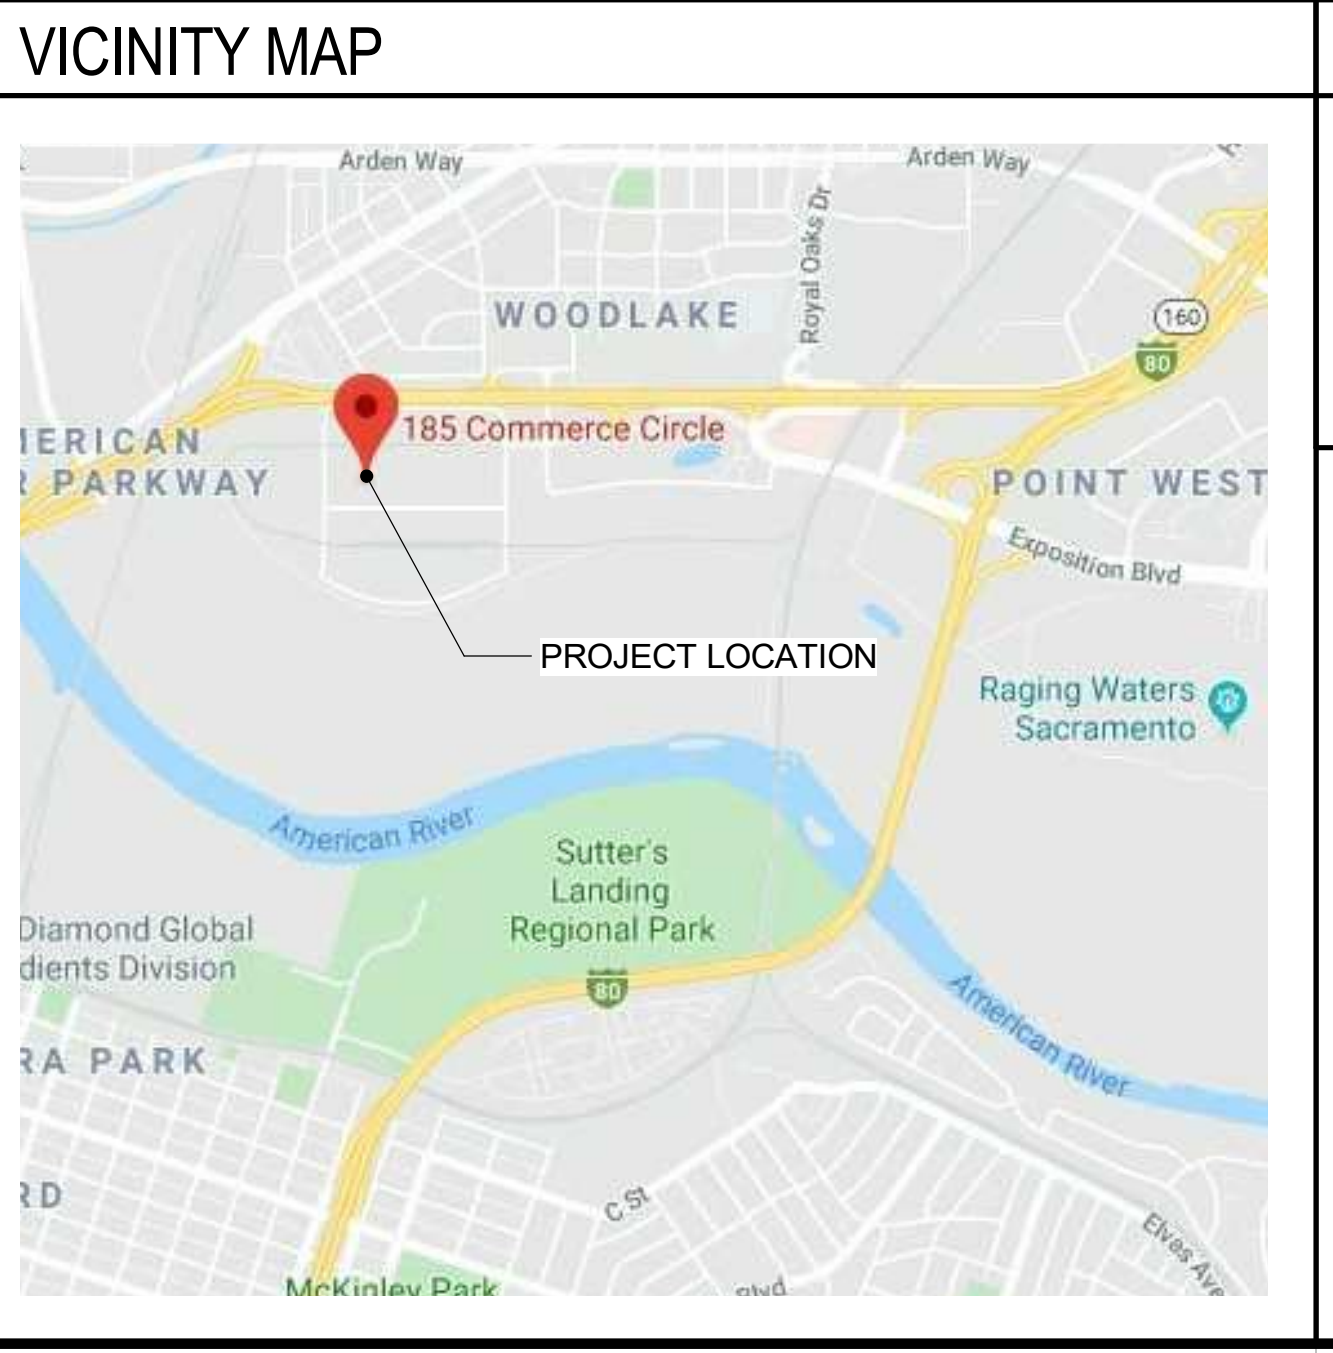 VICINITY MAP
Arden Way
Arden Way
Royal Oaks Dr
WOODLAKE
160
80
185 Commerce Circle
IERICAN
R PARKWAY
POINT WEST
Exposition Blvd
PROJECT LOCATION
Raging Waters
Sacramento
American River
Sutter's
Landing
Regional Park
Diamond Global
dients Division
80
American River
RA PARK
C St
RD
Elvas Ave
McKinley Park
Blvd